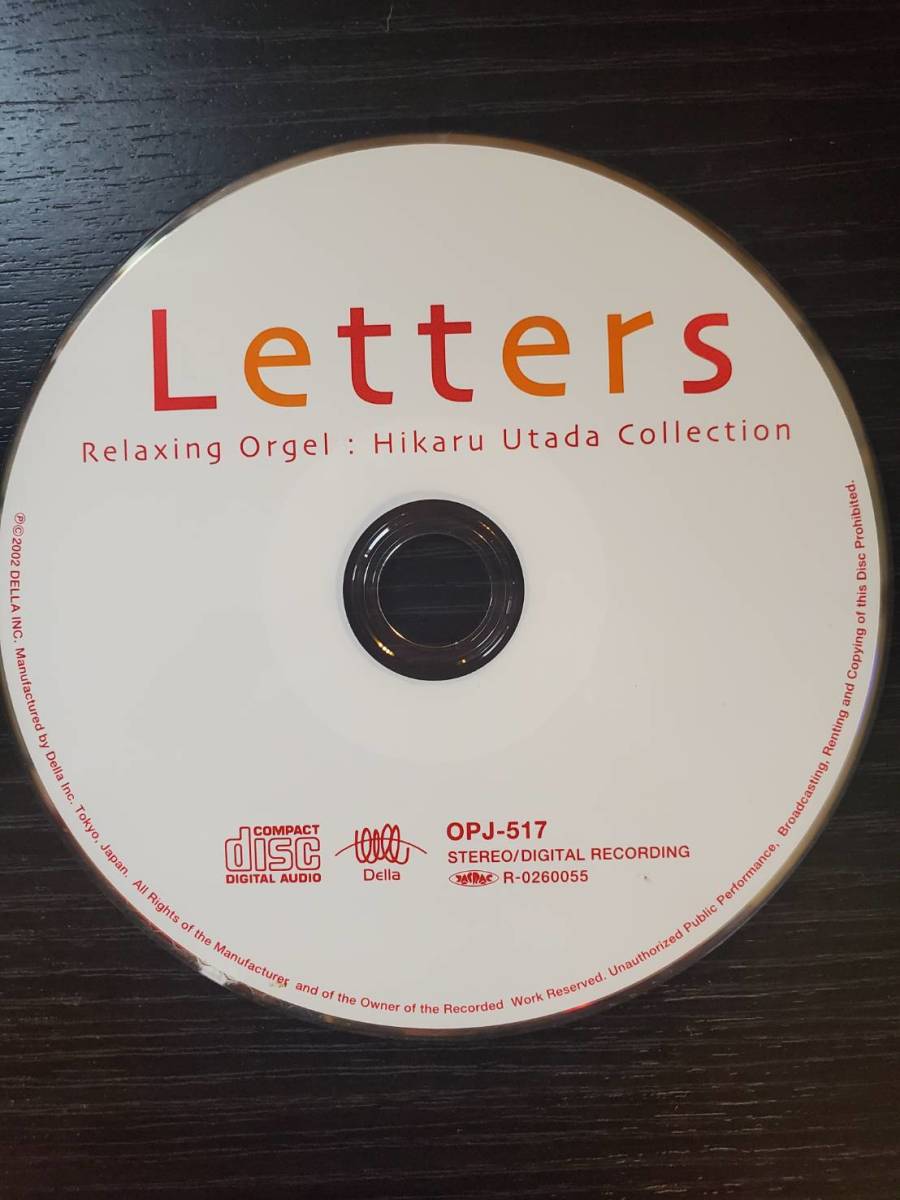 Letters
Relaxing Orgel : Hikaru Utada Collection
COMPACT
disc
DIGITAL AUDIO
Della
OPJ-517
STEREO/DIGITAL RECORDING
JASRAC R-0260055
Ⓟ©2002 DELLA INC. Manufactured by Della Inc. Tokyo, Japan. All Rights of the Manufacturer and of the Owner of the Recorded Work Reserved. Unauthorized Public Performance, Broadcasting, Renting and Copying of this Disc Prohibited.